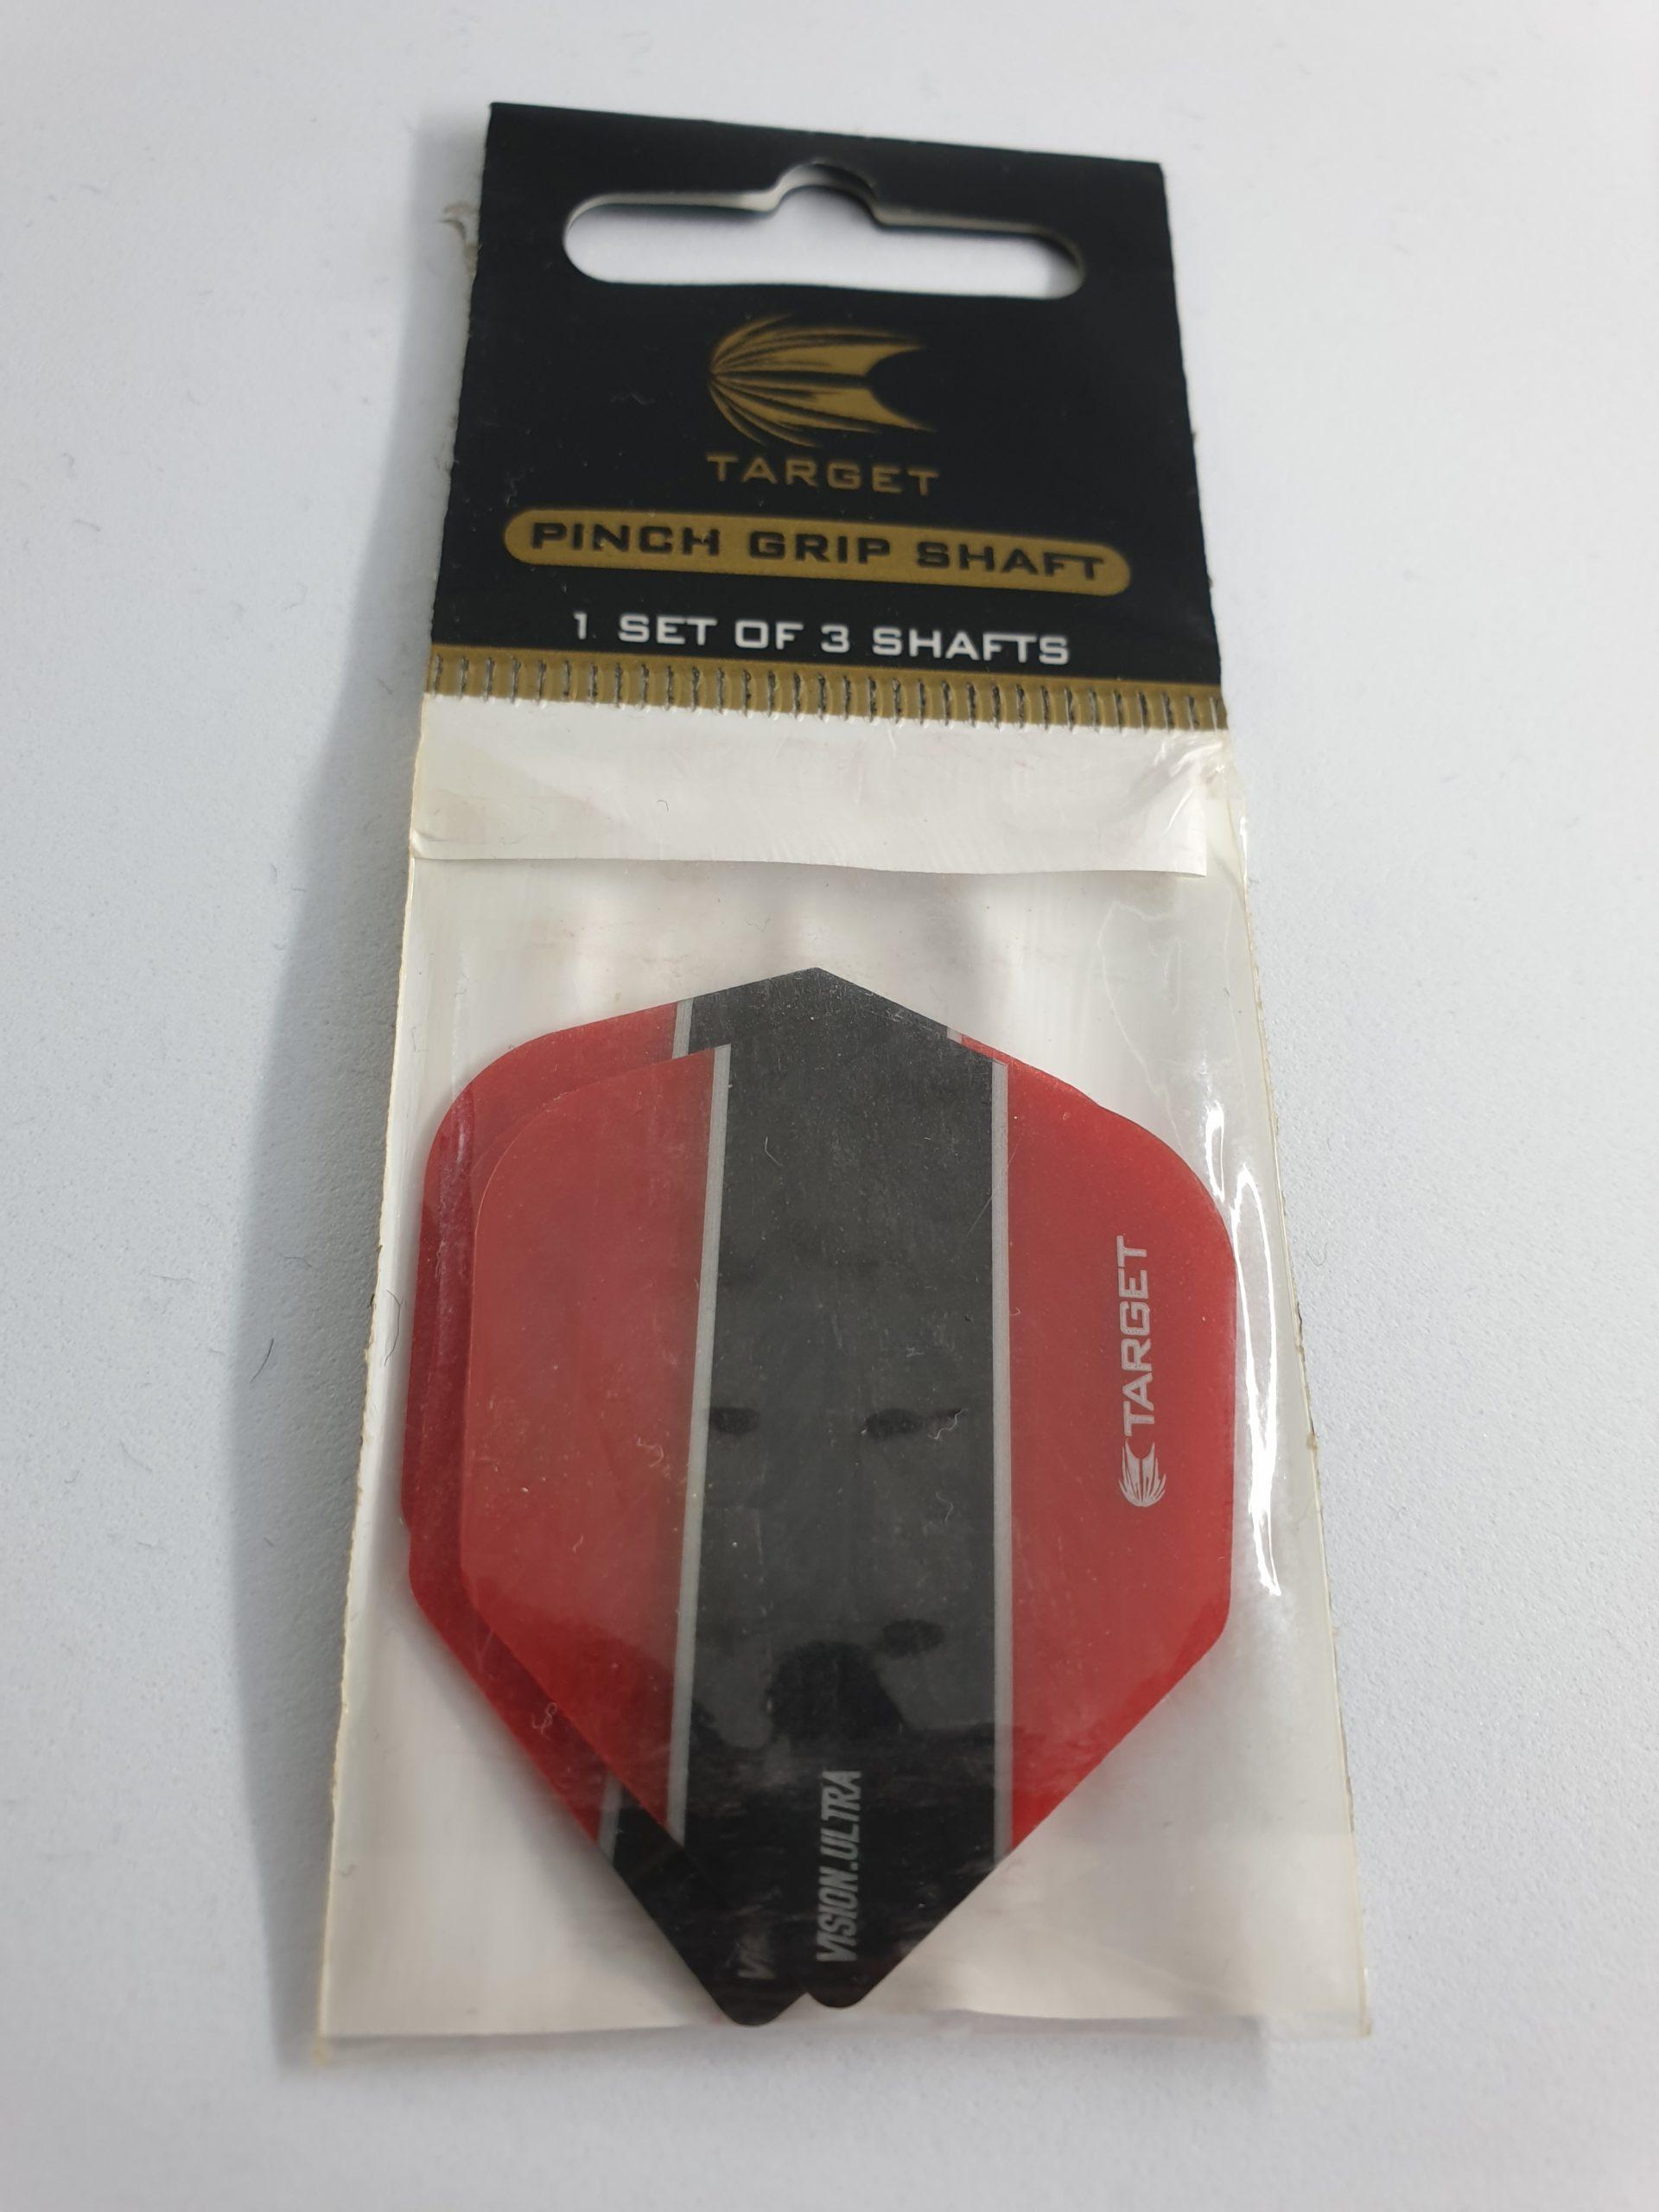 TARGET
PINCH GRIP SHAFT
1 SET OF 3 SHAFTS
TARGET
VISION.ULTRA